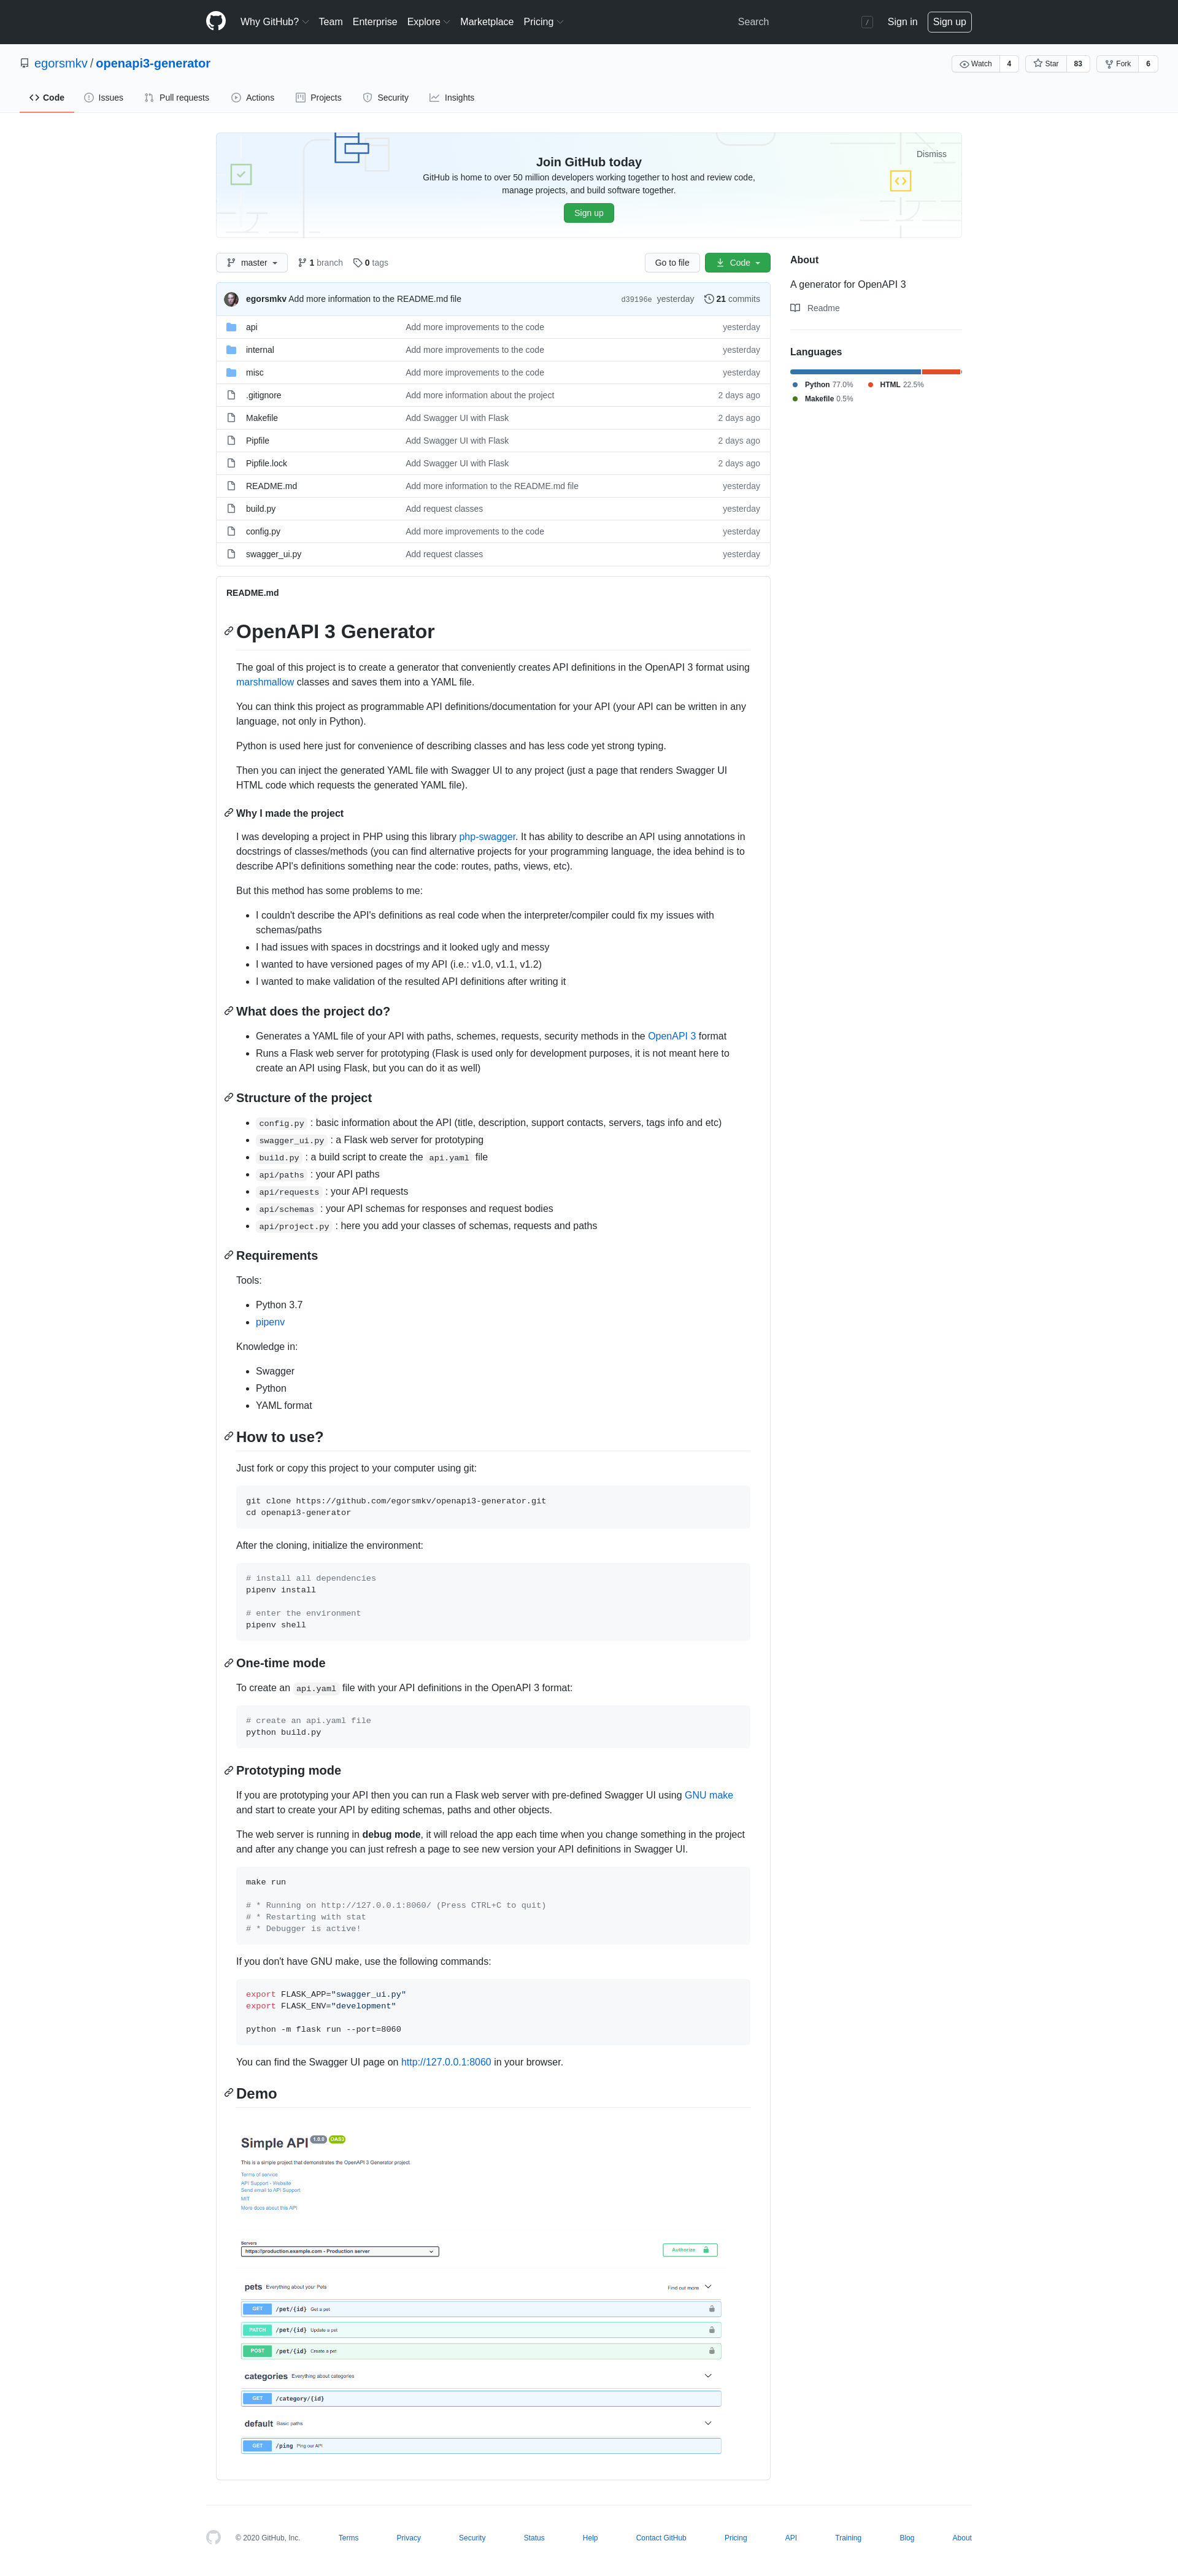 Why GitHub? Team Enterprise Explore Marketplace Pricing Search / Sign in Sign up
egorsmkv / openapi3-generator Watch 4 Star 83 Fork 6
Code Issues Pull requests Actions Projects Security Insights
Dismiss
Join GitHub today
GitHub is home to over 50 million developers working together to host and review code,
manage projects, and build software together.
Sign up
master 1 branch 0 tags Go to file Code
egorsmkv Add more information to the README.md file d39196e yesterday 21 commits
api Add more improvements to the code yesterday
internal Add more improvements to the code yesterday
misc Add more improvements to the code yesterday
.gitignore Add more information about the project 2 days ago
Makefile Add Swagger UI with Flask 2 days ago
Pipfile Add Swagger UI with Flask 2 days ago
Pipfile.lock Add Swagger UI with Flask 2 days ago
README.md Add more information to the README.md file yesterday
build.py Add request classes yesterday
config.py Add more improvements to the code yesterday
swagger_ui.py Add request classes yesterday
About
A generator for OpenAPI 3
Readme
Languages
Python 77.0% HTML 22.5%
Makefile 0.5%
README.md
OpenAPI 3 Generator
The goal of this project is to create a generator that conveniently creates API definitions in the OpenAPI 3 format using
marshmallow classes and saves them into a YAML file.
You can think this project as programmable API definitions/documentation for your API (your API can be written in any
language, not only in Python).
Python is used here just for convenience of describing classes and has less code yet strong typing.
Then you can inject the generated YAML file with Swagger UI to any project (just a page that renders Swagger UI
HTML code which requests the generated YAML file).
Why I made the project
I was developing a project in PHP using this library php-swagger. It has ability to describe an API using annotations in
docstrings of classes/methods (you can find alternative projects for your programming language, the idea behind is to
describe API's definitions something near the code: routes, paths, views, etc).
But this method has some problems to me:
• I couldn't describe the API's definitions as real code when the interpreter/compiler could fix my issues with
schemas/paths
• I had issues with spaces in docstrings and it looked ugly and messy
• I wanted to have versioned pages of my API (i.e.: v1.0, v1.1, v1.2)
• I wanted to make validation of the resulted API definitions after writing it
What does the project do?
• Generates a YAML file of your API with paths, schemes, requests, security methods in the OpenAPI 3 format
• Runs a Flask web server for prototyping (Flask is used only for development purposes, it is not meant here to
create an API using Flask, but you can do it as well)
Structure of the project
• config.py : basic information about the API (title, description, support contacts, servers, tags info and etc)
• swagger_ui.py : a Flask web server for prototyping
• build.py : a build script to create the api.yaml file
• api/paths : your API paths
• api/requests : your API requests
• api/schemas : your API schemas for responses and request bodies
• api/project.py : here you add your classes of schemas, requests and paths
Requirements
Tools:
• Python 3.7
• pipenv
Knowledge in:
• Swagger
• Python
• YAML format
How to use?
Just fork or copy this project to your computer using git:
git clone https://github.com/egorsmkv/openapi3-generator.git
cd openapi3-generator
After the cloning, initialize the environment:
# install all dependencies
pipenv install
# enter the environment
pipenv shell
One-time mode
To create an api.yaml file with your API definitions in the OpenAPI 3 format:
# create an api.yaml file
python build.py
Prototyping mode
If you are prototyping your API then you can run a Flask web server with pre-defined Swagger UI using GNU make
and start to create your API by editing schemas, paths and other objects.
The web server is running in debug mode, it will reload the app each time when you change something in the project
and after any change you can just refresh a page to see new version your API definitions in Swagger UI.
make run
# * Running on http://127.0.0.1:8060/ (Press CTRL+C to quit)
# * Restarting with stat
# * Debugger is active!
If you don't have GNU make, use the following commands:
export FLASK_APP="swagger_ui.py"
export FLASK_ENV="development"
python -m flask run --port=8060
You can find the Swagger UI page on http://127.0.0.1:8060 in your browser.
Demo
Simple API 1.0.0 OAS3
This is a simple project that demonstrates the OpenAPI 3 Generator project
Terms of service
API Support - Website
Send email to API Support
MIT
More docs about this API
Servers
https://production.example.com - Production server Authorize
pets Everything about your Pets Find out more
GET /pet/{id} Get a pet
PATCH /pet/{id} Update a pet
POST /pet/{id} Create a pet
categories Everything about categories
GET /category/{id}
default Basic paths
GET /ping Ping our API
© 2020 GitHub, Inc. Terms Privacy Security Status Help Contact GitHub Pricing API Training Blog About